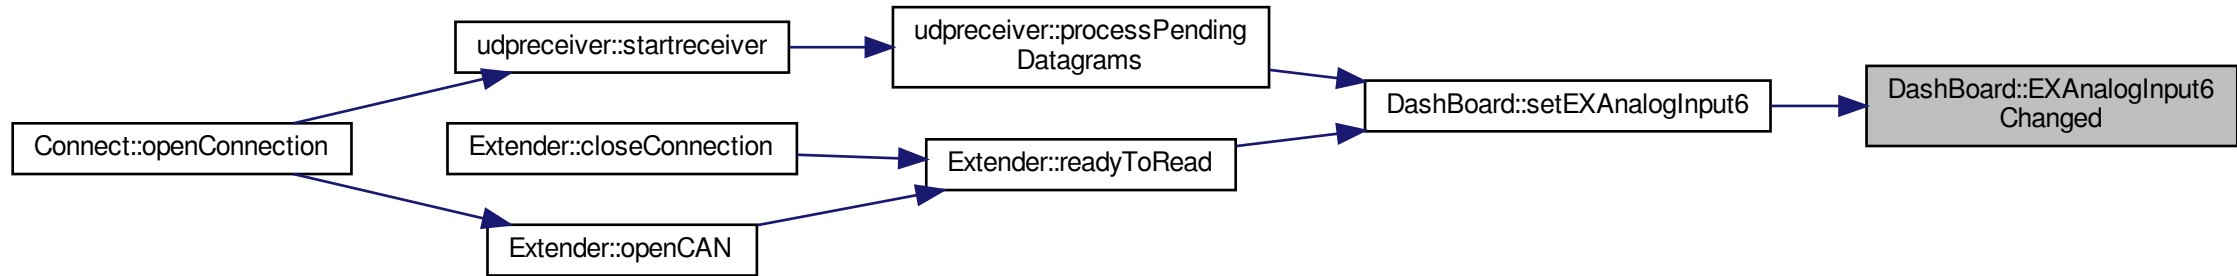 Connect::openConnection
udpreceiver::startreceiver
Extender::closeConnection
Extender::openCAN
udpreceiver::processPending
Datagrams
Extender::readyToRead
DashBoard::setEXAnalogInput6
DashBoard::EXAnalogInput6
Changed